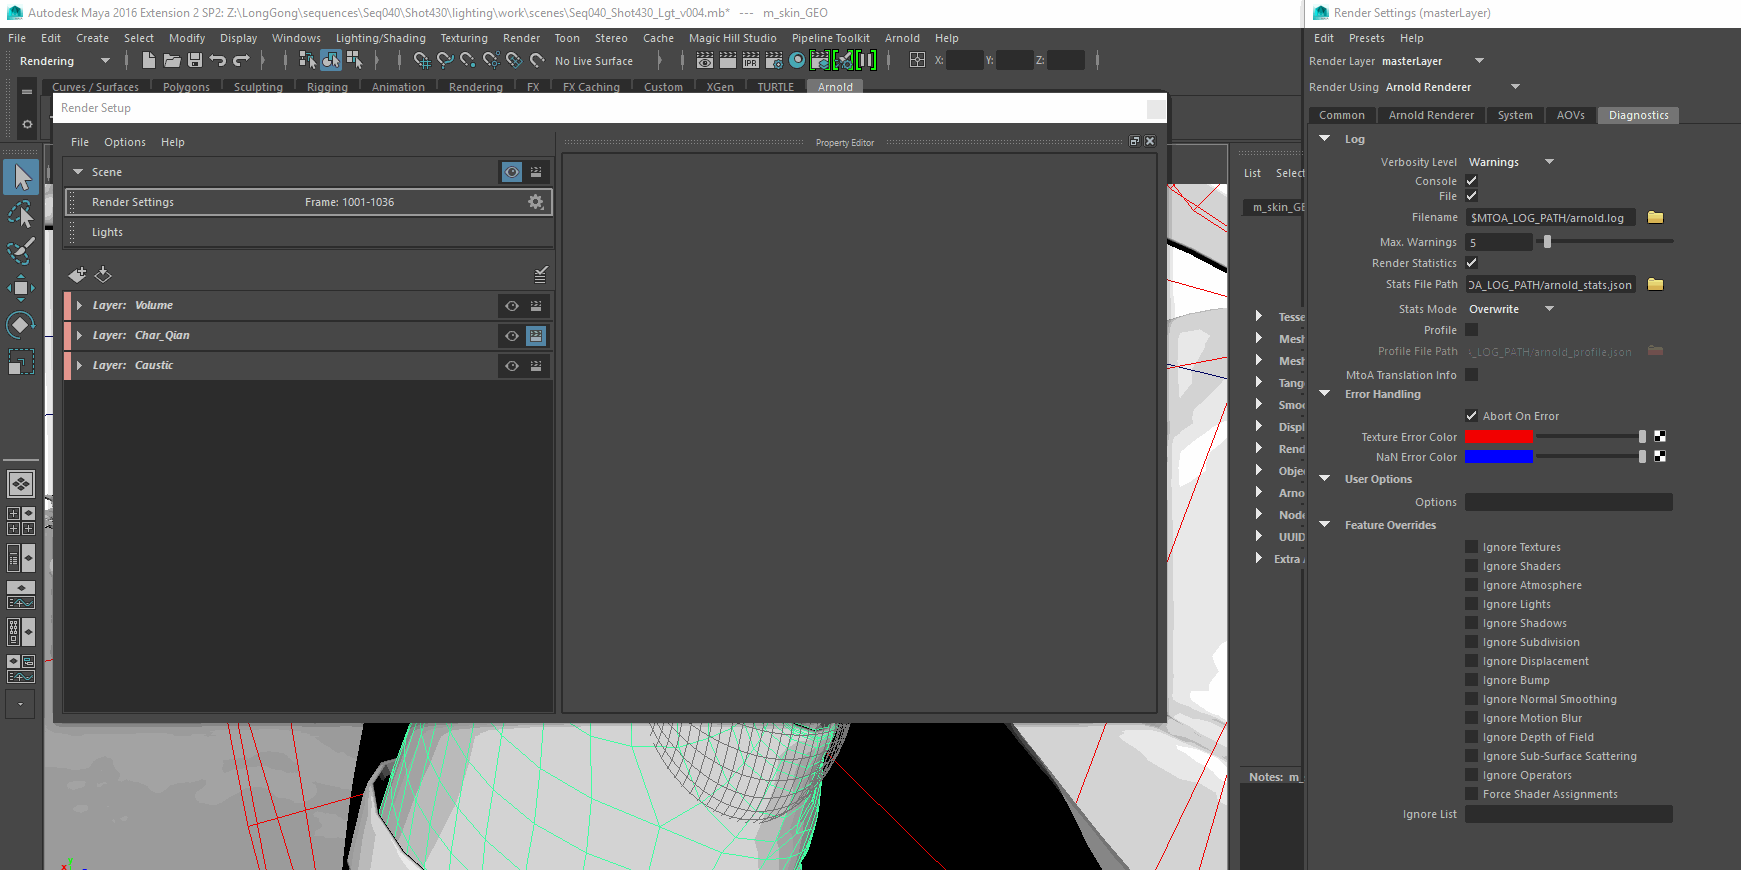 Autodesk Maya 2016 Extension 2 SP2: Z:\LongGong\sequences\Seq040\Shot430\lighting\work\scenes\Seq040_Shot430_Lgt_v004.mb*   ---   m_skin_GEO
File Edit Create Select Modify Display Windows Lighting/Shading Texturing Render Toon Stereo Cache Magic Hill Studio Pipeline Toolkit Arnold Help
Rendering No Live Surface IPR X: Y: Z:
Curves / Surfaces Polygons Sculpting Rigging Animation Rendering FX FX Caching Custom XGen TURTLE Arnold
Render Setup
File Options Help
Property Editor
Scene
Render Settings Frame: 1001-1036
Lights
Layer: Volume
Layer: Char_Qian
Layer: Caustic
List Select
m_skin_GE
Tesse
Mesh
Mesh
Tang
Smoo
Displ
Rend
Objec
Arno
Node
UUID
Extra
Notes: m_
x
Render Settings (masterLayer)
Edit Presets Help
Render Layer masterLayer
Render Using Arnold Renderer
Common Arnold Renderer System AOVs Diagnostics
Log
Verbosity Level Warnings
Console
File
Filename $MTOA_LOG_PATH/arnold.log
Max. Warnings 5
Render Statistics
Stats File Path OA_LOG_PATH/arnold_stats.json
Stats Mode Overwrite
Profile
Profile File Path _LOG_PATH/arnold_profile.json
MtoA Translation Info
Error Handling
Abort On Error
Texture Error Color
NaN Error Color
User Options
Options
Feature Overrides
Ignore Textures
Ignore Shaders
Ignore Atmosphere
Ignore Lights
Ignore Shadows
Ignore Subdivision
Ignore Displacement
Ignore Bump
Ignore Normal Smoothing
Ignore Motion Blur
Ignore Depth of Field
Ignore Sub-Surface Scattering
Ignore Operators
Force Shader Assignments
Ignore List